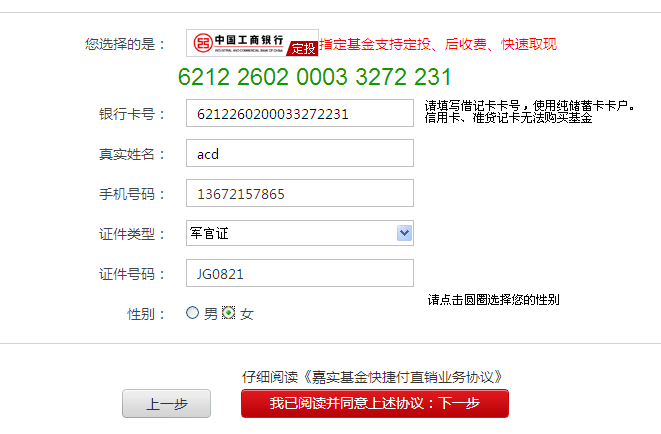 您选择的是：
中国工商银行
INDUSTRIAL AND COMMERCIAL BANK OF CHINA
定投
指定基金支持定投、后收费、快速取现
6212 2602 0003 3272 231
银行卡号：
6212260200033272231
请填写借记卡卡号，使用纯储蓄卡卡户。
信用卡、准贷记卡无法购买基金
真实姓名：
acd
手机号码：
13672157865
证件类型：
军官证
证件号码：
JG0821
请点击圆圈选择您的性别
性别：
男 女
仔细阅读《嘉实基金快捷付直销业务协议》
上一步
我已阅读并同意上述协议：下一步